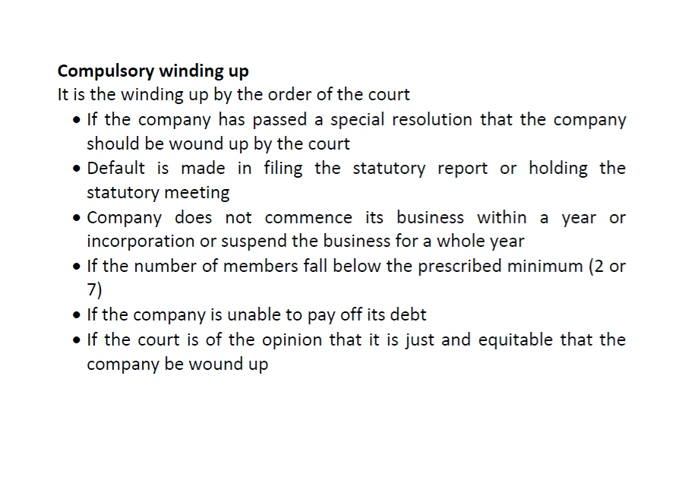 Compulsory winding up
It is the winding up by the order of the court
• If the company has passed a special resolution that the company
should be wound up by the court
• Default is made in filing the statutory report or holding the
statutory meeting
• Company does not commence its business within a year or
incorporation or suspend the business for a whole year
• If the number of members fall below the prescribed minimum (2 or
7)
• If the company is unable to pay off its debt
• If the court is of the opinion that it is just and equitable that the
company be wound up